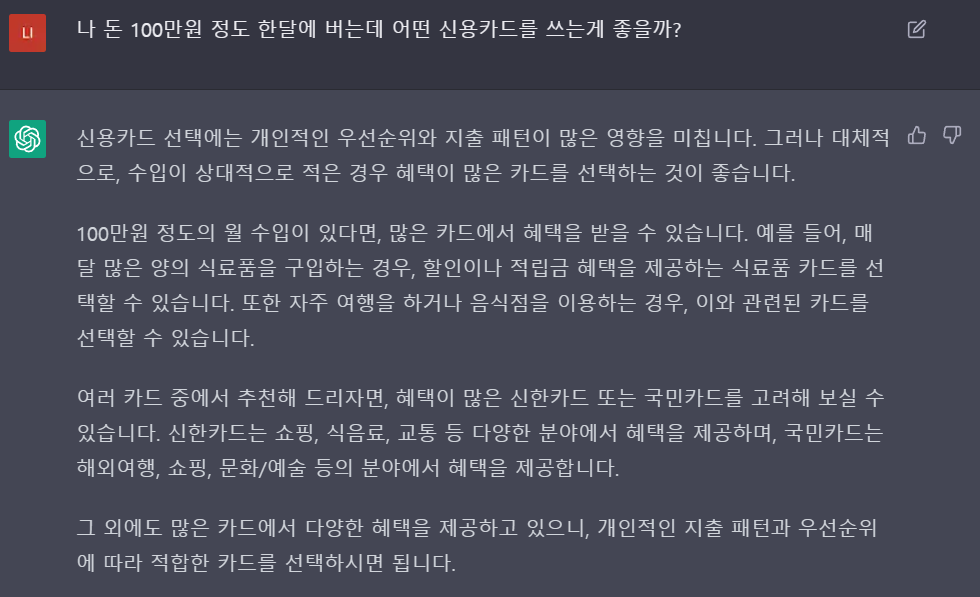 LI
나 돈 100만원 정도 한달에 버는데 어떤 신용카드를 쓰는게 좋을까?
신용카드 선택에는 개인적인 우선순위와 지출 패턴이 많은 영향을 미칩니다. 그러나 대체적
으로, 수입이 상대적으로 적은 경우 혜택이 많은 카드를 선택하는 것이 좋습니다.
100만원 정도의 월 수입이 있다면, 많은 카드에서 혜택을 받을 수 있습니다. 예를 들어, 매
달 많은 양의 식료품을 구입하는 경우, 할인이나 적립금 혜택을 제공하는 식료품 카드를 선
택할 수 있습니다. 또한 자주 여행을 하거나 음식점을 이용하는 경우, 이와 관련된 카드를
선택할 수 있습니다.
여러 카드 중에서 추천해 드리자면, 혜택이 많은 신한카드 또는 국민카드를 고려해 보실 수
있습니다. 신한카드는 쇼핑, 식음료, 교통 등 다양한 분야에서 혜택을 제공하며, 국민카드는
해외여행, 쇼핑, 문화/예술 등의 분야에서 혜택을 제공합니다.
그 외에도 많은 카드에서 다양한 혜택을 제공하고 있으니, 개인적인 지출 패턴과 우선순위
에 따라 적합한 카드를 선택하시면 됩니다.